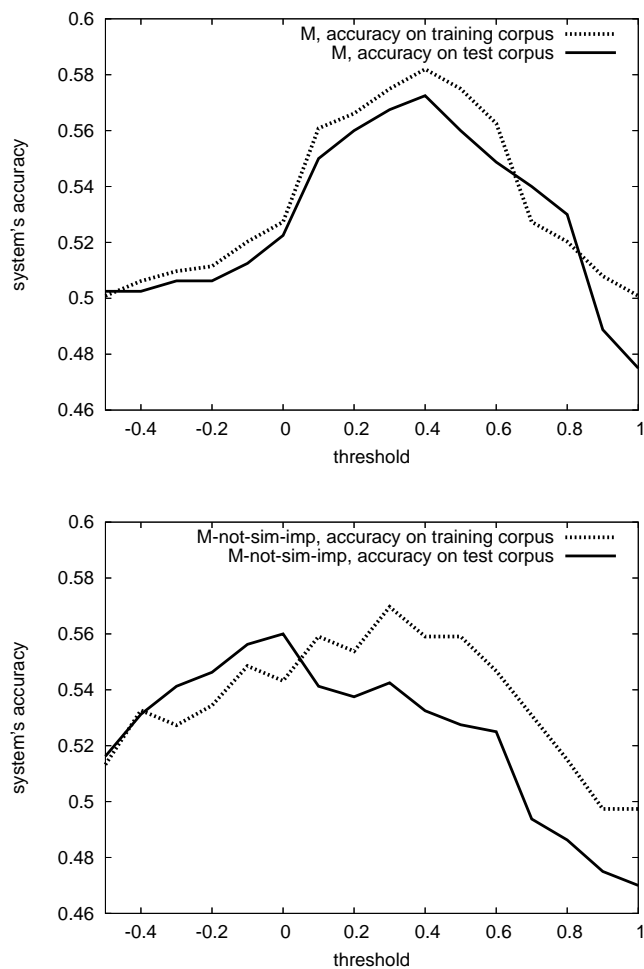 0.6
M, accuracy on training corpus
M, accuracy on test corpus
0.58
0.56
0.54
0.52
0.5
0.48
0.46
system's accuracy
-0.4 -0.2 0 0.2 0.4 0.6 0.8 1
threshold
0.6
M-not-sim-imp, accuracy on training corpus
M-not-sim-imp, accuracy on test corpus
0.58
0.56
0.54
0.52
0.5
0.48
0.46
system's accuracy
-0.4 -0.2 0 0.2 0.4 0.6 0.8 1
threshold